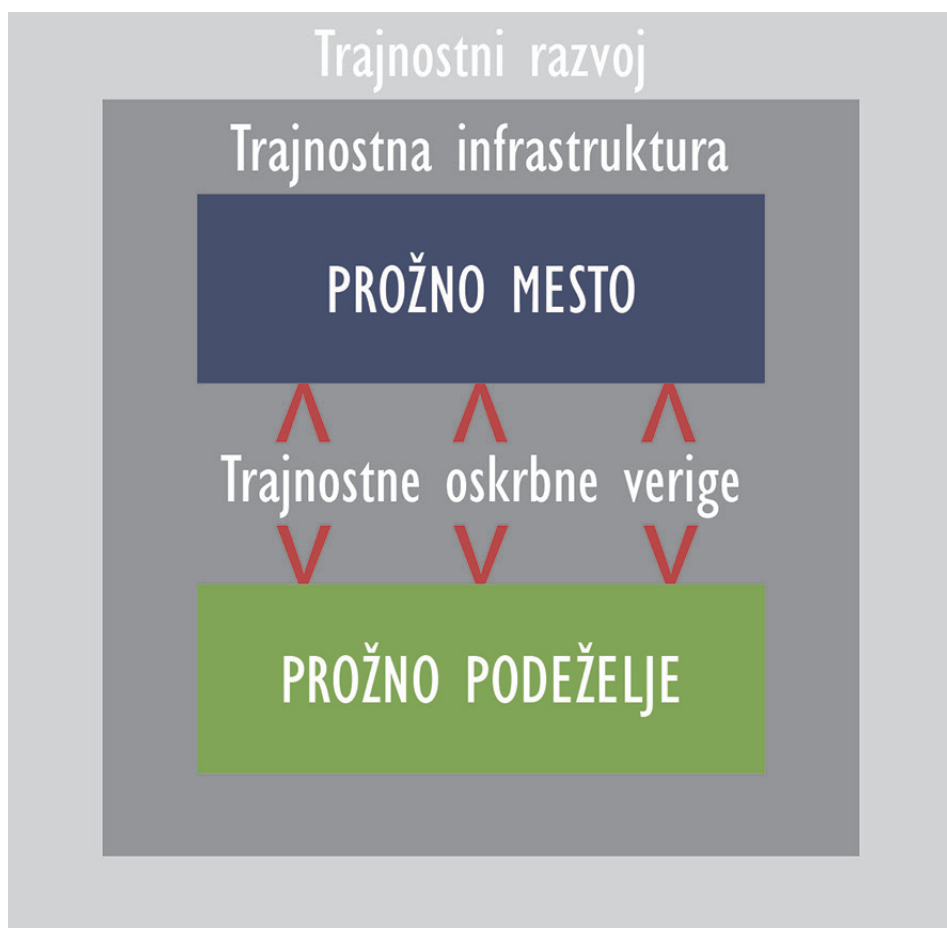 Trajnostni razvoj
Trajnostna infrastruktura
PROŽNO MESTO
Trajnostne oskrbne verige
PROŽNO PODEŽELJE